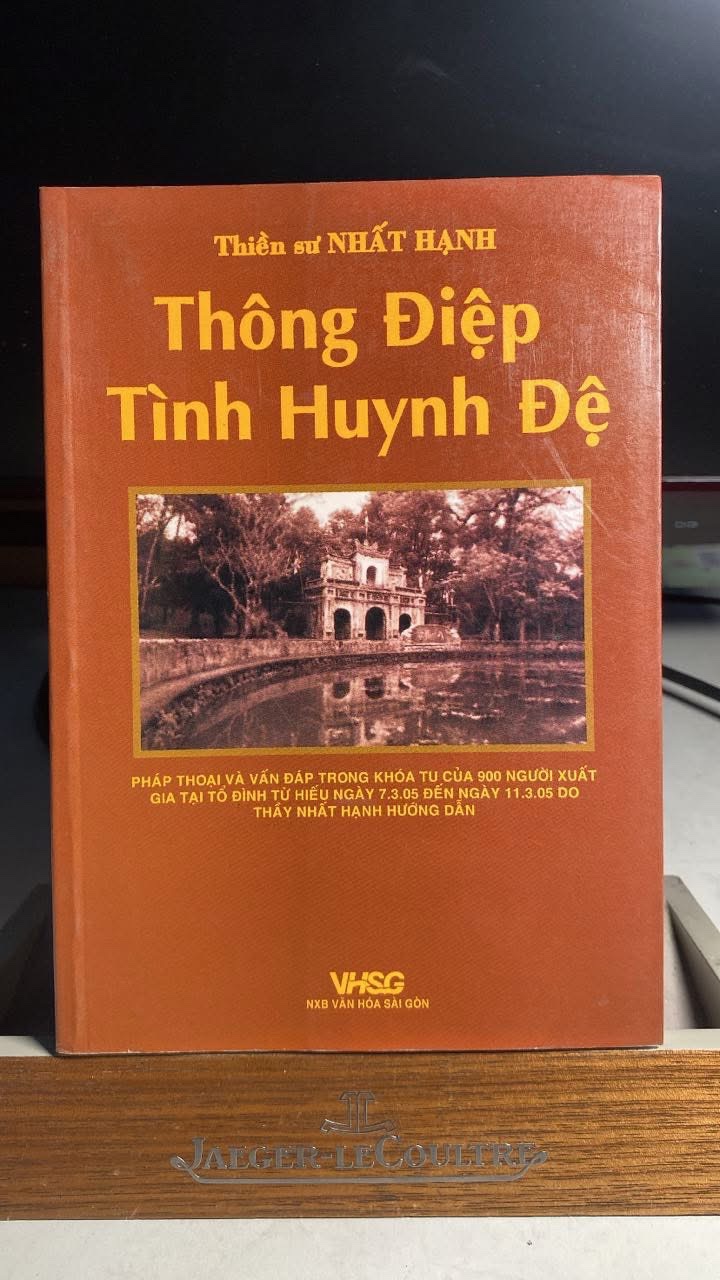 Thiền sư NHẤT HẠNH
Thông Điệp
Tình Huynh Đệ
PHÁP THOẠI VÀ VẤN ĐÁP TRONG KHÓA TU CỦA 900 NGƯỜI XUẤT
GIA TẠI TỔ ĐÌNH TỪ HIẾU NGÀY 7.3.05 ĐẾN NGÀY 11.3.05 DO
THẦY NHẤT HẠNH HƯỚNG DẪN
VHSG
NXB VĂN HÓA SÀI GÒN
JAEGER-LECOULTRE